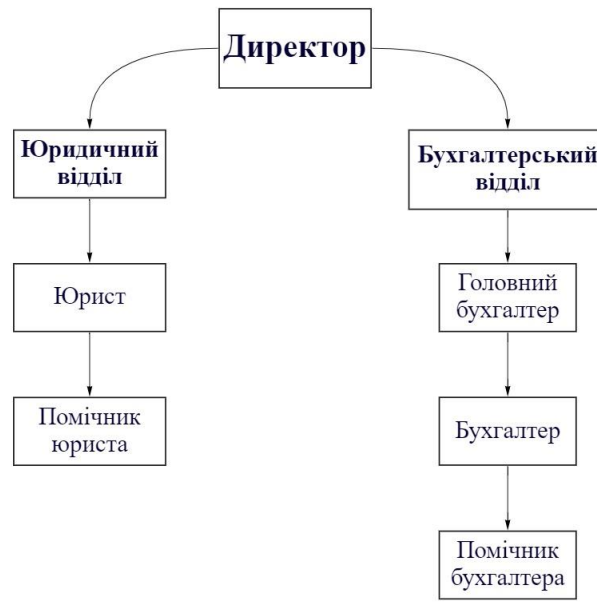 Директор
Юридичний
відділ
Юрист
Помічник
юриста
Бухгалтерський
відділ
Головний
бухгалтер
Бухгалтер
Помічник
бухгалтера